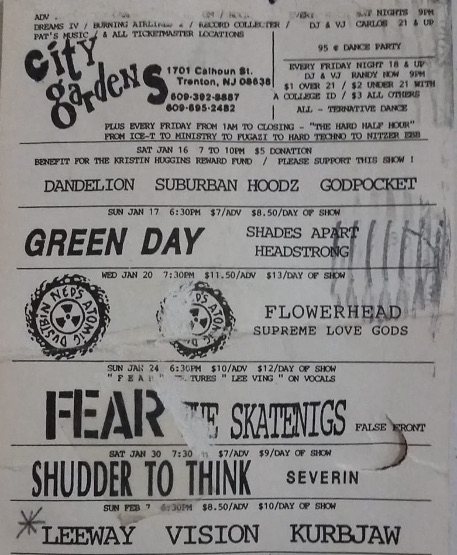 ADV
NIGHTS 9PM
DREAMS IV / BURNING AIRLINES / RECORD COLLECTER / DJ & VJ CARLOS 21 & UP
PAT'S MUSIC / & ALL TICKETMASTER LOCATIONS
95 ¢ DANCE PARTY
City Gardens
1701 Calhoun St.
Trenton, NJ 08638
609-392-8887
609-695-2482
EVERY FRIDAY NIGHT 18 & UP
DJ & VJ RANDY NOW 9PM
$1 OVER 21 / $2 UNDER 21 WITH
A COLLEGE ID / $3 ALL OTHERS
ALL - TERNATIVE DANCE
PLUS EVERY FRIDAY FROM 1AM TO CLOSING - "THE HARD HALF HOUR"
FROM ICE-T TO MINISTRY TO FUGAZI TO HARD TECHNO TO NITZER EBB
SAT JAN 16 7 TO 10PM $5 DONATION
BENEFIT FOR THE KRISTIN HUGGINS REWARD FUND / PLEASE SUPPORT THIS SHOW !
DANDELION SUBURBAN HOODZ GODPOCKET
SUN JAN 17 6:30PM $7/ADV $8.50/DAY OF SHOW
GREEN DAY
SHADES APART
HEADSTRONG
WED JAN 20 7:30PM $11.50/ADV $13/DAY OF SHOW
NED'S ATOMIC DUSTBIN
FLOWERHEAD
SUPREME LOVE GODS
SUN JAN 24 6:30PM $10/ADV $12/DAY OF SHOW
"FEAR" TURES "LEE VING" ON VOCALS
FEAR THE SKATENIGS FALSE FRONT
SAT JAN 30 7:30 $7/ADV $9/DAY OF SHOW
SHUDDER TO THINK SEVERIN
SUN FEB 7 6:30PM $8.50/ADV $10/DAY OF SHOW
*LEEWAY VISION KURBJAW